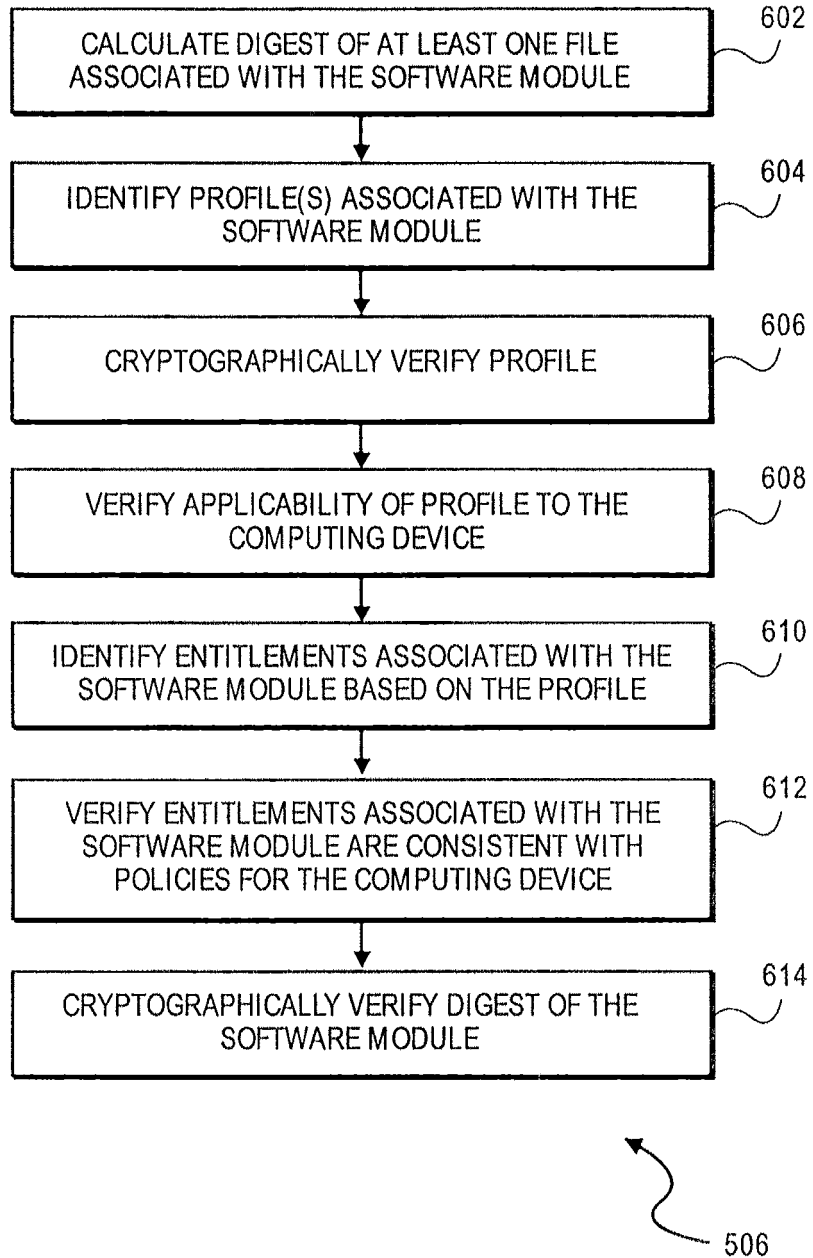 CALCULATE DIGEST OF AT LEAST ONE FILE
ASSOCIATED WITH THE SOFTWARE MODULE
602
IDENTIFY PROFILE(S) ASSOCIATED WITH THE
SOFTWARE MODULE
604
CRYPTOGRAPHICALLY VERIFY PROFILE
606
VERIFY APPLICABILITY OF PROFILE TO THE
COMPUTING DEVICE
608
IDENTIFY ENTITLEMENTS ASSOCIATED WITH THE
SOFTWARE MODULE BASED ON THE PROFILE
610
VERIFY ENTITLEMENTS ASSOCIATED WITH THE
SOFTWARE MODULE ARE CONSISTENT WITH
POLICIES FOR THE COMPUTING DEVICE
612
CRYPTOGRAPHICALLY VERIFY DIGEST OF THE
SOFTWARE MODULE
614
506